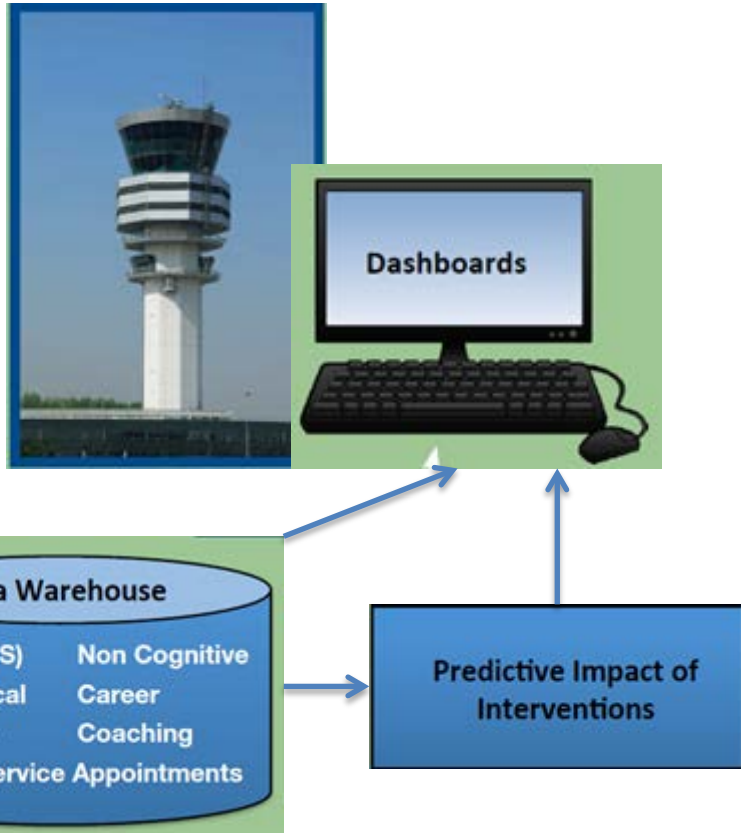 Dashboards
a Warehouse
S) Non Cognitive
cal Career
Coaching
ervice Appointments
Predictive Impact of
Interventions